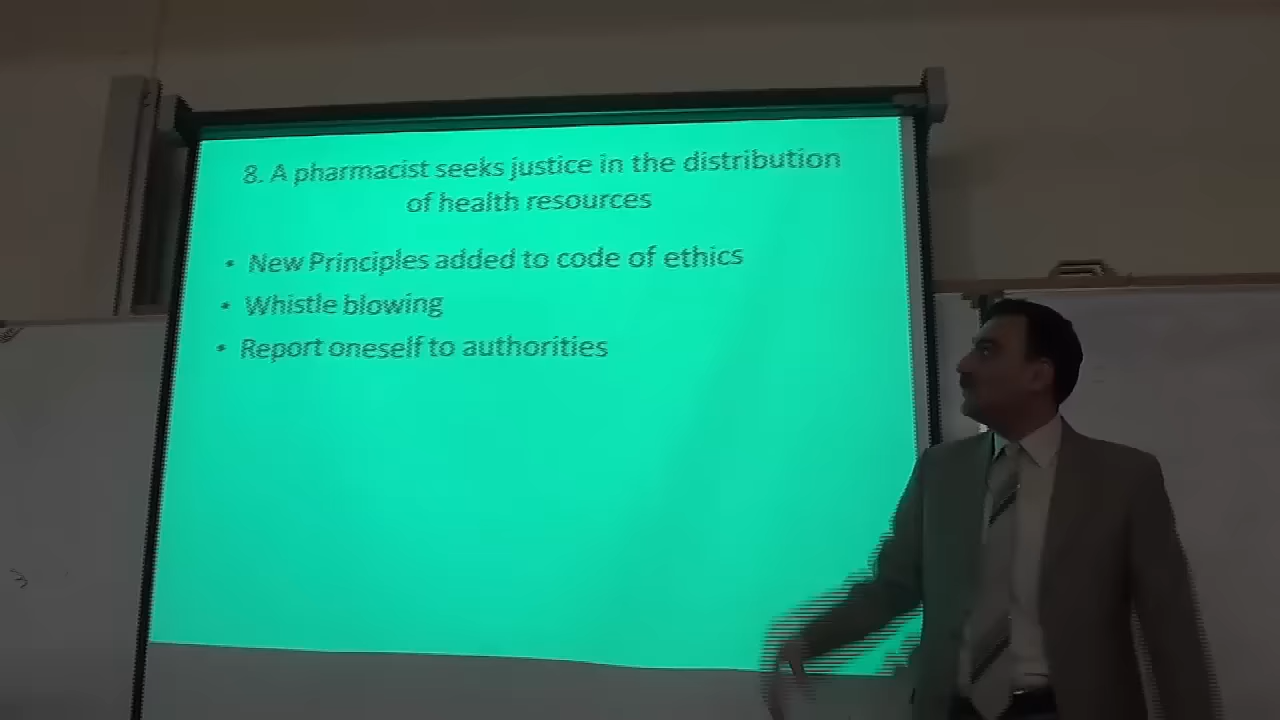 8. A pharmacist seeks justice in the distribution
of health resources
• New Principles added to code of ethics
• Whistle blowing
• Report oneself to authorities